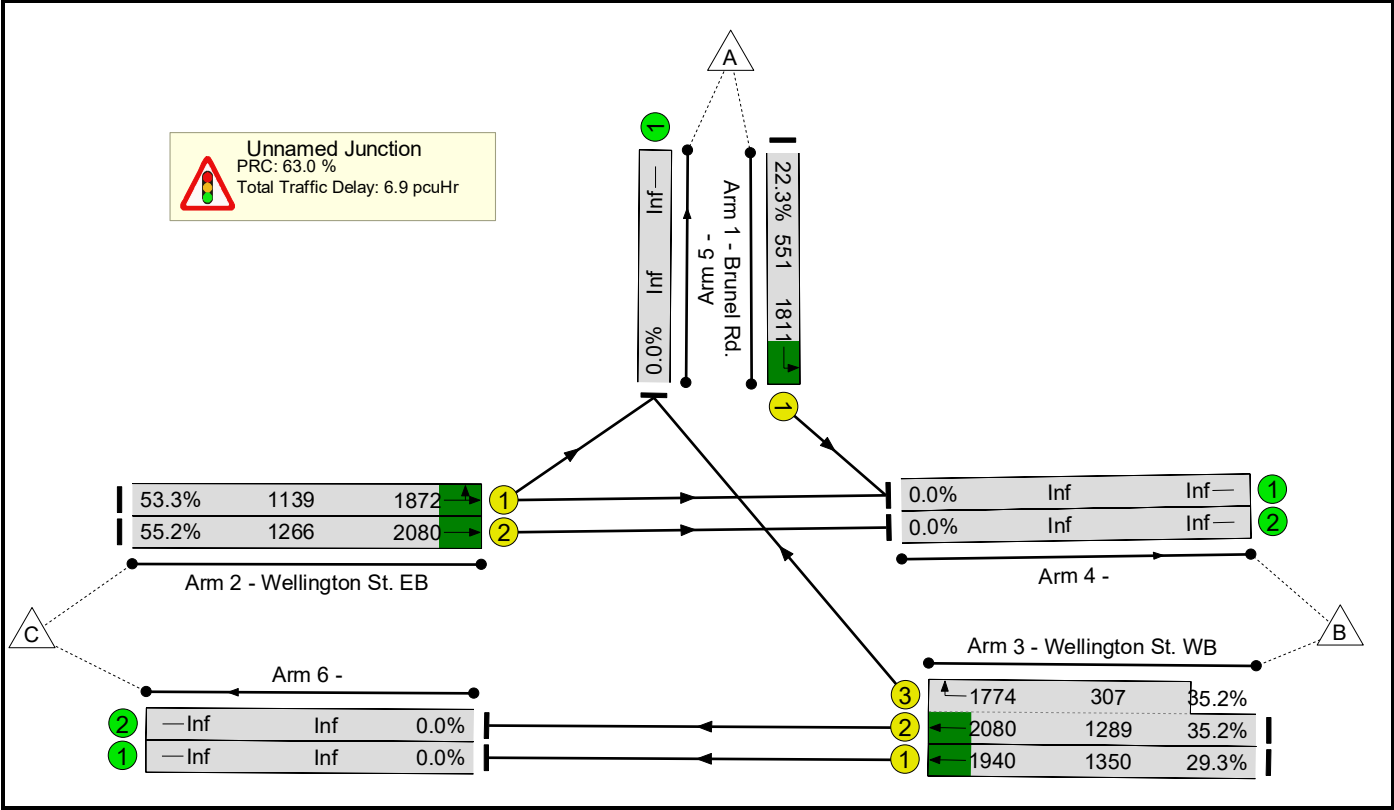 A
Unnamed Junction
PRC: 63.0 %
Total Traffic Delay: 6.9 pcuHr
1
0.0% Inf Inf
Arm 5 -
Arm 1 - Brunel Rd.
22.3% 551 1811
1
53.3% 1139 1872 1
55.2% 1266 2080 2
Arm 2 - Wellington St. EB
0.0% Inf Inf 1
0.0% Inf Inf 2
Arm 4 -
C
B
Arm 6 -
2 Inf Inf 0.0%
1 Inf Inf 0.0%
Arm 3 - Wellington St. WB
3 1774 307 35.2%
2 2080 1289 35.2%
1 1940 1350 29.3%